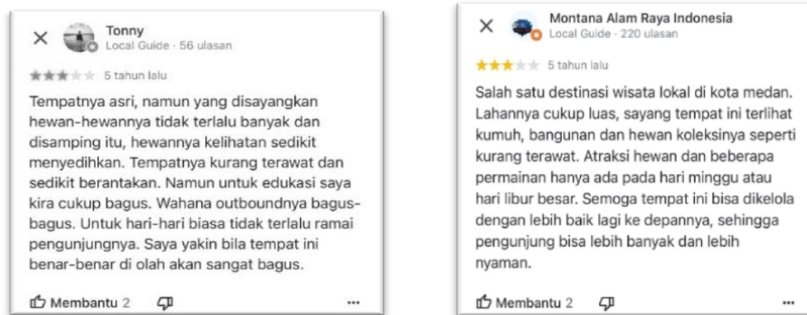 Tonny
Local Guide · 56 ulasan
5 tahun lalu
Tempatnya asri, namun yang disayangkan
hewan-hewannya tidak terlalu banyak dan
disamping itu, hewannya kelihatan sedikit
menyedihkan. Tempatnya kurang terawat dan
sedikit berantakan. Namun untuk edukasi saya
kira cukup bagus. Wahana outboundnya bagus-
bagus. Untuk hari-hari biasa tidak terlalu ramai
pengunjungnya. Saya yakin bila tempat ini
benar-benar di olah akan sangat bagus.
Membantu 2
Montana Alam Raya Indonesia
Local Guide · 220 ulasan
5 tahun lalu
Salah satu destinasi wisata lokal di kota medan.
Lahannya cukup luas, sayang tempat ini terlihat
kumuh, bangunan dan hewan koleksinya seperti
kurang terawat. Atraksi hewan dan beberapa
permainan hanya ada pada hari minggu atau
hari libur besar. Semoga tempat ini bisa dikelola
dengan lebih baik lagi ke depannya, sehingga
pengunjung bisa lebih banyak dan lebih
nyaman.
Membantu 2